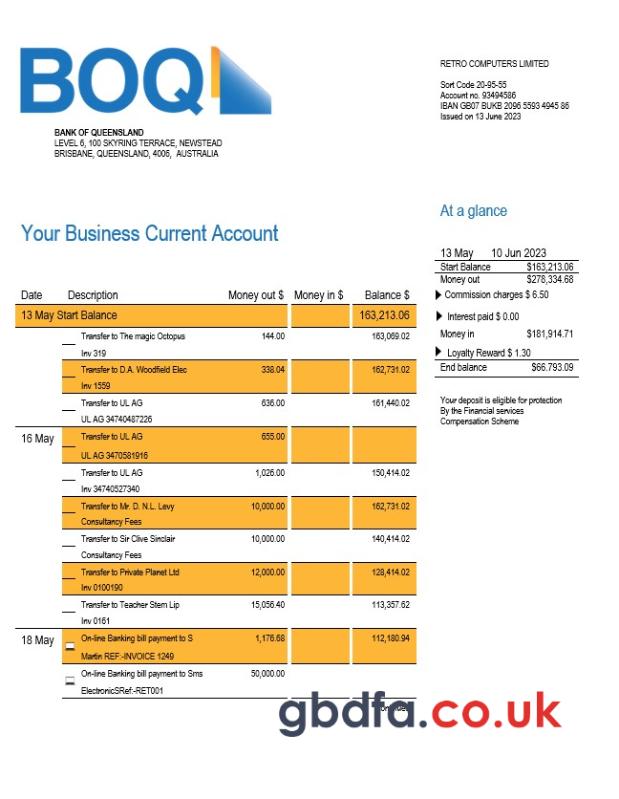 BOQ
BANK OF QUEENSLAND
LEVEL 6, 100 SKYRING TERRACE, NEWSTEAD
BRISBANE, QUEENSLAND, 4006, AUSTRALIA
RETRO COMPUTERS LIMITED
Sort Code 20-95-55
Account no. 93494586
IBAN GB07 BUKB 2096 5593 4945 86
Issued on 13 June 2023
Your Business Current Account
At a glance
13 May 10 Jun 2023
Start Balance $163,213.06
Money out $278,334.68
Commission charges $ 6.50
Interest paid $ 0.00
Money in $181,914.71
Loyalty Reward $ 1.30
End balance $66.793.09
Your deposit is eligible for protection
By the Financial services
Compensation Scheme
Date Description Money out $ Money in $ Balance $
13 May Start Balance 163,213.06
Transfer to The magic Octopus 144.00 163,069.02
Inv 319
Transfer to D.A. Woodfield Elec 338.04 162,731.02
Inv 1559
Transfer to UL AG 636.00 161,440.02
UL AG 34740487226
16 May Transfer to UL AG 655.00
UL AG 3470581916
Transfer to UL AG 1,026.00 150,414.02
Inv 34740527340
Transfer to Mr. D. N.L. Levy 10,000.00 162,731.02
Consultancy Fees
Transfer to Sir Clive Sinclair 10,000.00 140,414.02
Consultancy Fees
Transfer to Private Planet Ltd 12,000.00 128,414.02
Inv 0100190
Transfer to Teacher Stem Lip 15,056.40 113,357.62
Inv 0161
18 May On-line Banking bill payment to S 1,176.68 112,180.94
Martin REF:-INVOICE 1249
On-line Banking bill payment to Sms 50,000.00
ElectronicSRef:-RET001
gbdfa.co.uk